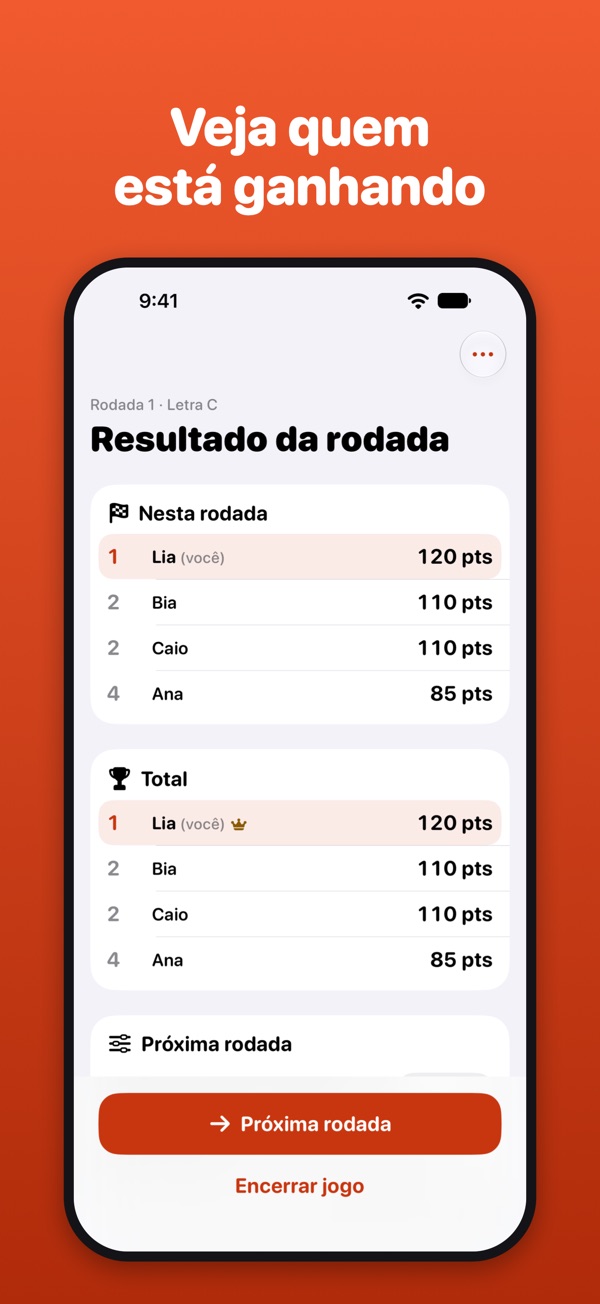 Veja quem
está ganhando
9:41
Rodada 1 · Letra C
Resultado da rodada
Nesta rodada
1 Lia (você) 120 pts
2 Bia 110 pts
2 Caio 110 pts
4 Ana 85 pts
Total
1 Lia (você) 120 pts
2 Bia 110 pts
2 Caio 110 pts
4 Ana 85 pts
Próxima rodada
Próxima rodada
Encerrar jogo